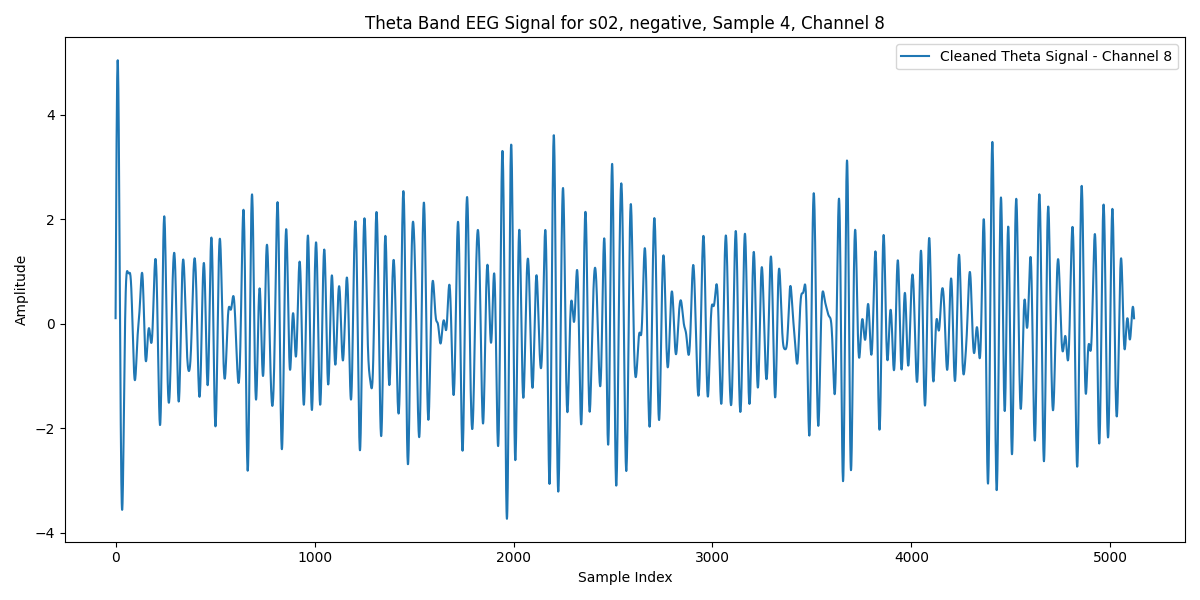 Theta Band EEG Signal for s02, negative, Sample 4, Channel 8
Cleaned Theta Signal - Channel 8
Amplitude
4
2
0
−2
−4
0 1000 2000 3000 4000 5000
Sample Index